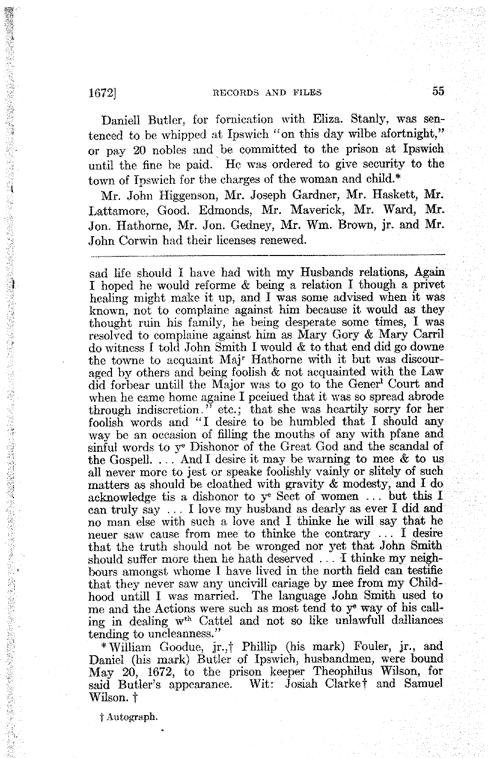 1672] RECORDS AND FILES 55
Daniell Butler, for fornication with Eliza. Stanly, was sen-
tenced to be whipped at Ipswich "on this day wilbe afortnight,"
or pay 20 nobles and be committed to the prison at Ipswich
until the fine be paid. He was ordered to give security to the
town of Ipswich for the charges of the woman and child.*
Mr. John Higgenson, Mr. Joseph Gardner, Mr. Haskett, Mr.
Lattamore, Good. Edmonds, Mr. Maverick, Mr. Ward, Mr.
Jon. Hathorne, Mr. Jon. Gedney, Mr. Wm. Brown, jr. and Mr.
John Corwin had their licenses renewed.
sad life should I have had with my Husbands relations, Again
I hoped he would reforme & being a relation I though a privet
healing might make it up, and I was some advised when it was
known, not to complaine against him because it would as they
thought ruin his family, he being desperate some times, I was
resolved to complaine against him as Mary Gory & Mary Carril
do witness I told John Smith I would & to that end did go downe
the towne to acquaint Majʳ Hathorne with it but was discour-
aged by others and being foolish & not acquainted with the Law
did forbear untill the Major was to go to the Generˡ Court and
when he came home againe I pceiued that it was so spread abrode
through indiscretion." etc.; that she was heartily sorry for her
foolish words and "I desire to be humbled that I should any
way be an occasion of filling the mouths of any with pfane and
sinful words to yᵉ Dishonor of the Great God and the scandal of
the Gospell. ... And I desire it may be warning to mee & to us
all never more to jest or speake foolishly vainly or slitely of such
matters as should be cloathed with gravity & modesty, and I do
acknowledge tis a dishonor to yᵉ Sect of women ... but this I
can truly say ... I love my husband as dearly as ever I did and
no man else with such a love and I thinke he will say that he
neuer saw cause from mee to thinke the contrary ... I desire
that the truth should not be wronged nor yet that John Smith
should suffer more then he hath deserved ... I thinke my neigh-
bours amongst whome I have lived in the north field can testifie
that they never saw any uncivill cariage by mee from my Child-
hood untill I was married. The language John Smith used to
me and the Actions were such as most tend to yᵉ way of his call-
ing in dealing wᵗʰ Cattel and not so like unlawfull dalliances
tending to uncleanness."
*William Goodue, jr.,† Phillip (his mark) Fouler, jr., and
Daniel (his mark) Butler of Ipswich, husbandmen, were bound
May 20, 1672, to the prison keeper Theophilus Wilson, for
said Butler's appearance. Wit: Josiah Clarke† and Samuel
Wilson. †
† Autograph.